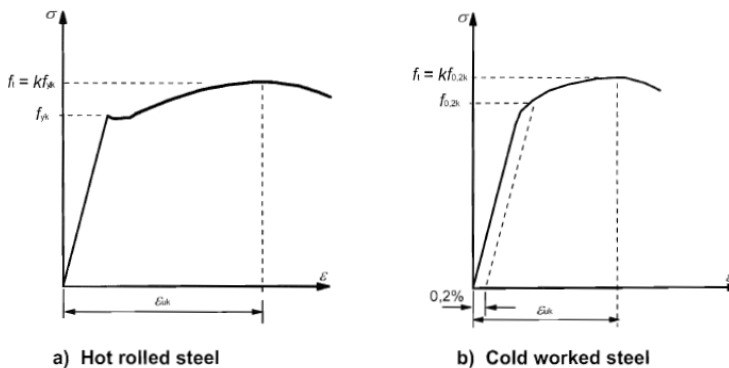 σ
fₜ = kfyk
fyk
ε
εuk
a) Hot rolled steel
σ
fₜ = kf0,2k
f0,2k
ε
0,2%
εuk
b) Cold worked steel